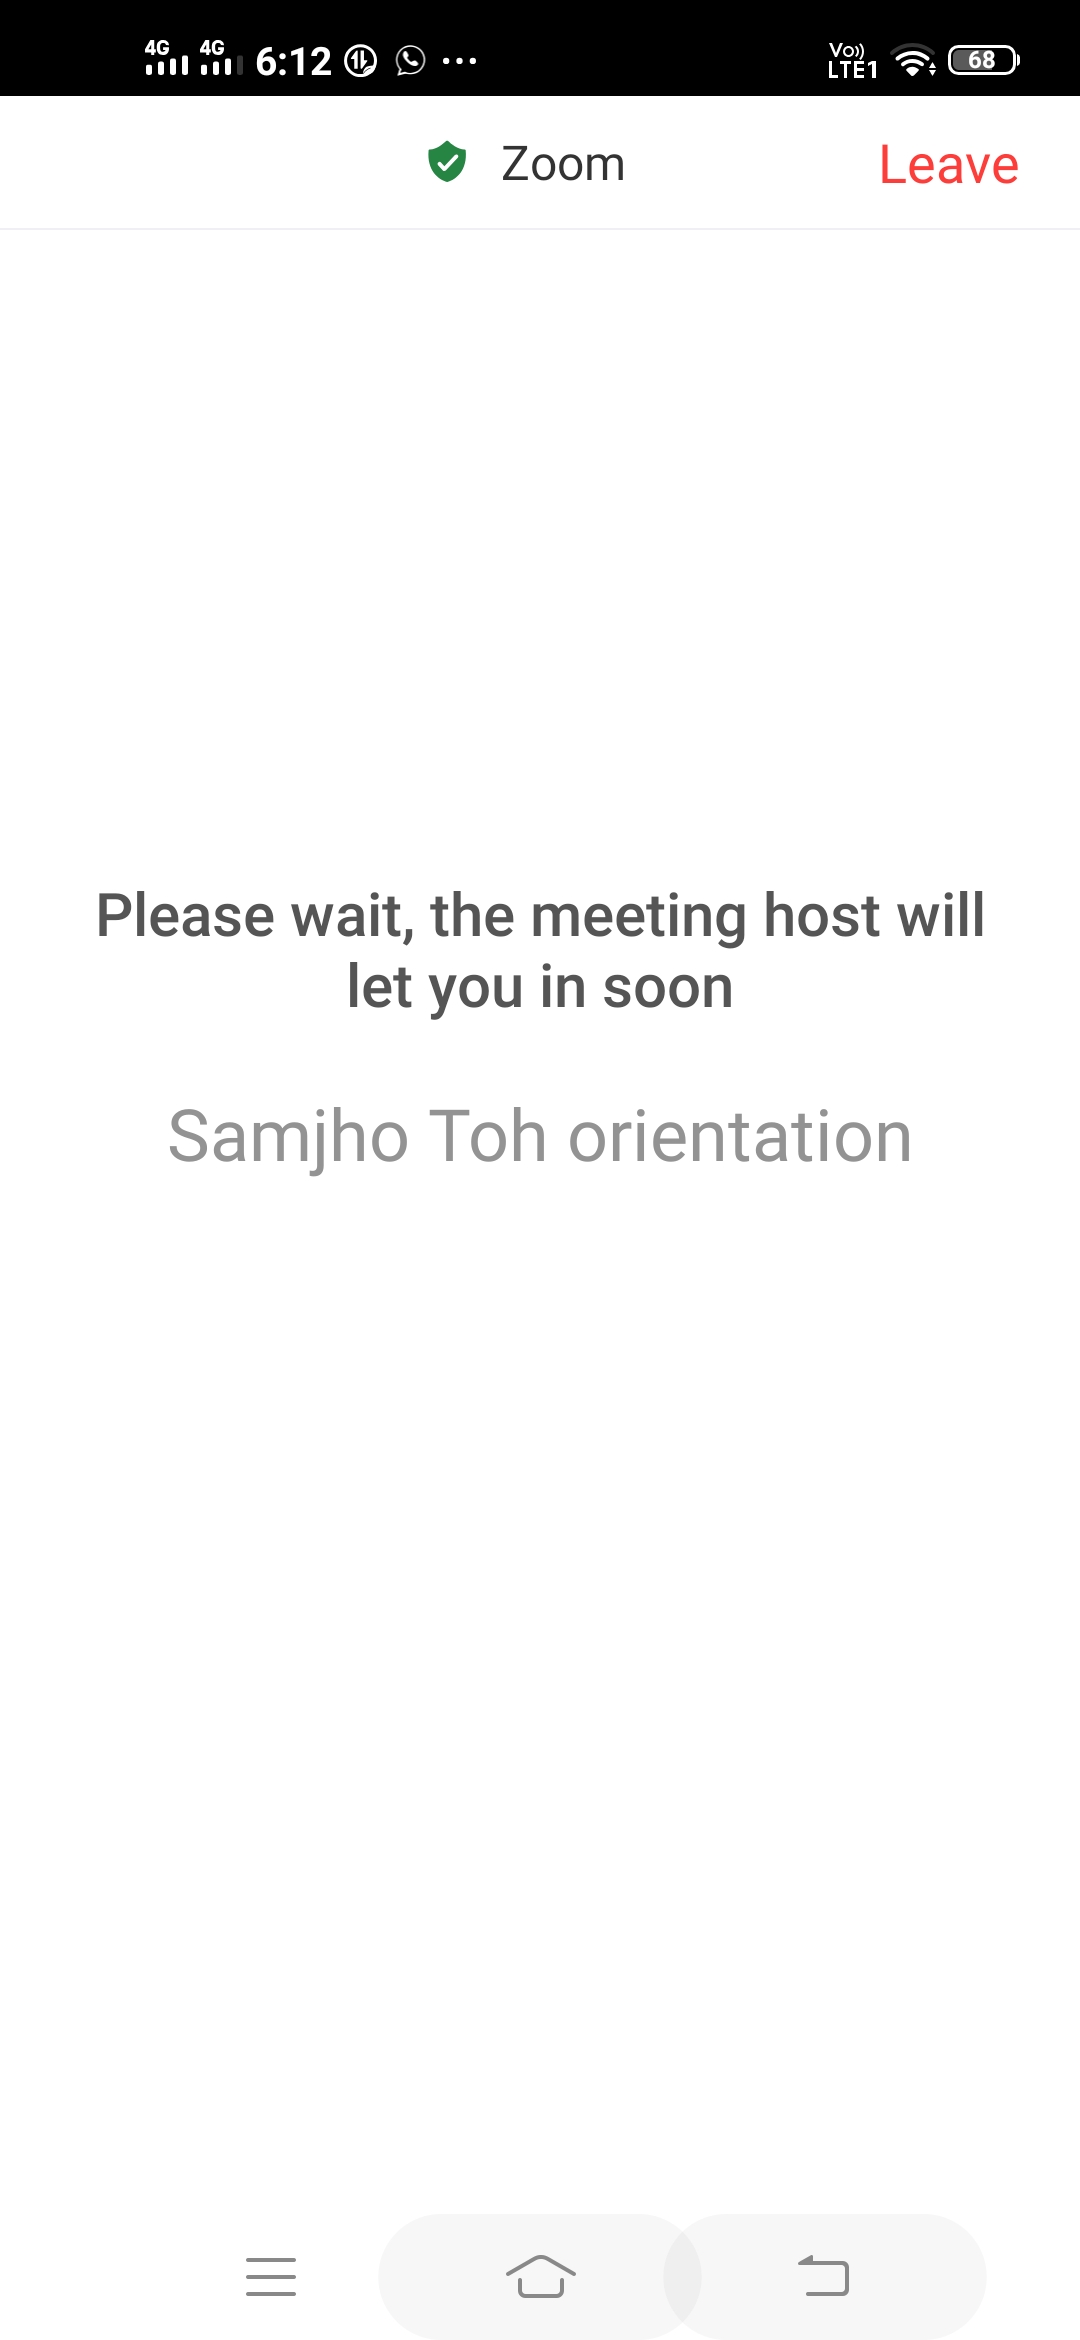 4G 4G 6:12 ... Vo)) LTE1 68
Zoom Leave
Please wait, the meeting host will
let you in soon
Samjho Toh orientation